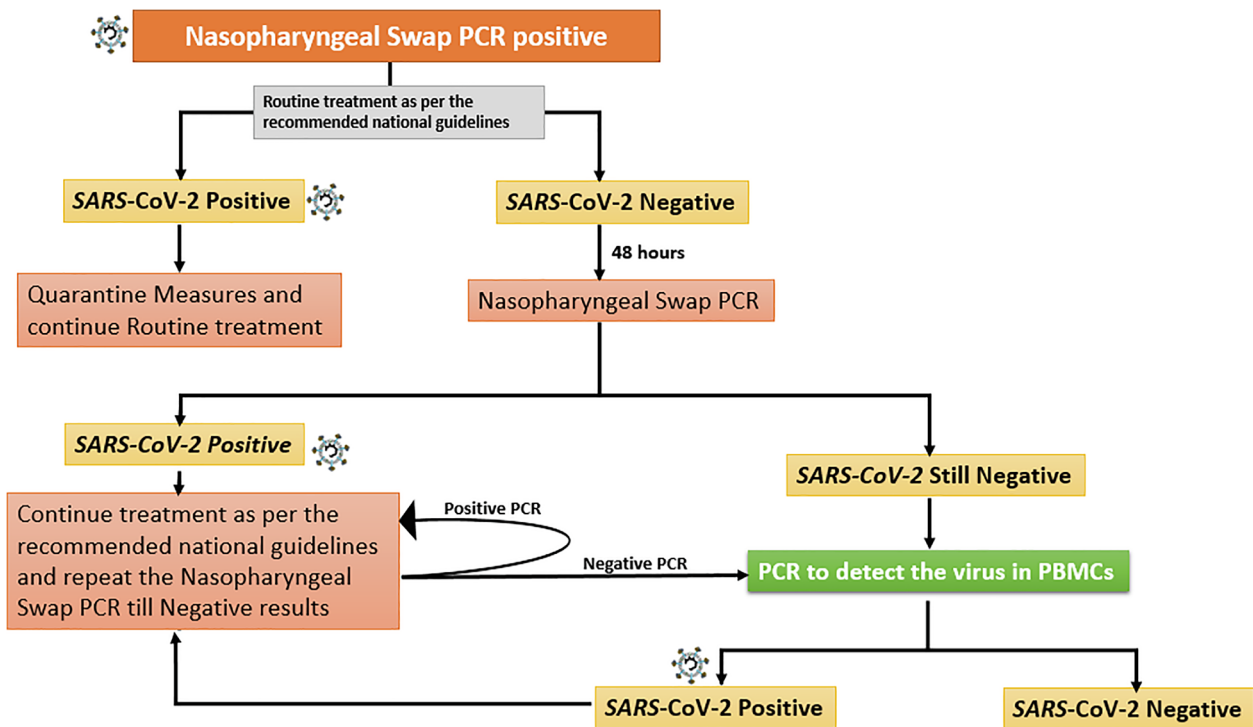 Nasopharyngeal Swap PCR positive
Routine treatment as per the
recommended national guidelines
SARS-CoV-2 Positive
SARS-CoV-2 Negative
48 hours
Quarantine Measures and
continue Routine treatment
Nasopharyngeal Swap PCR
SARS-CoV-2 Positive
SARS-CoV-2 Still Negative
Continue treatment as per the
recommended national guidelines
and repeat the Nasopharyngeal
Swap PCR till Negative results
Positive PCR
Negative PCR
PCR to detect the virus in PBMCs
SARS-CoV-2 Positive
SARS-CoV-2 Negative